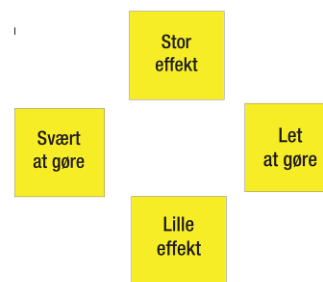 Stor
effekt
Svært
at gøre
Let
at gøre
Lille
effekt